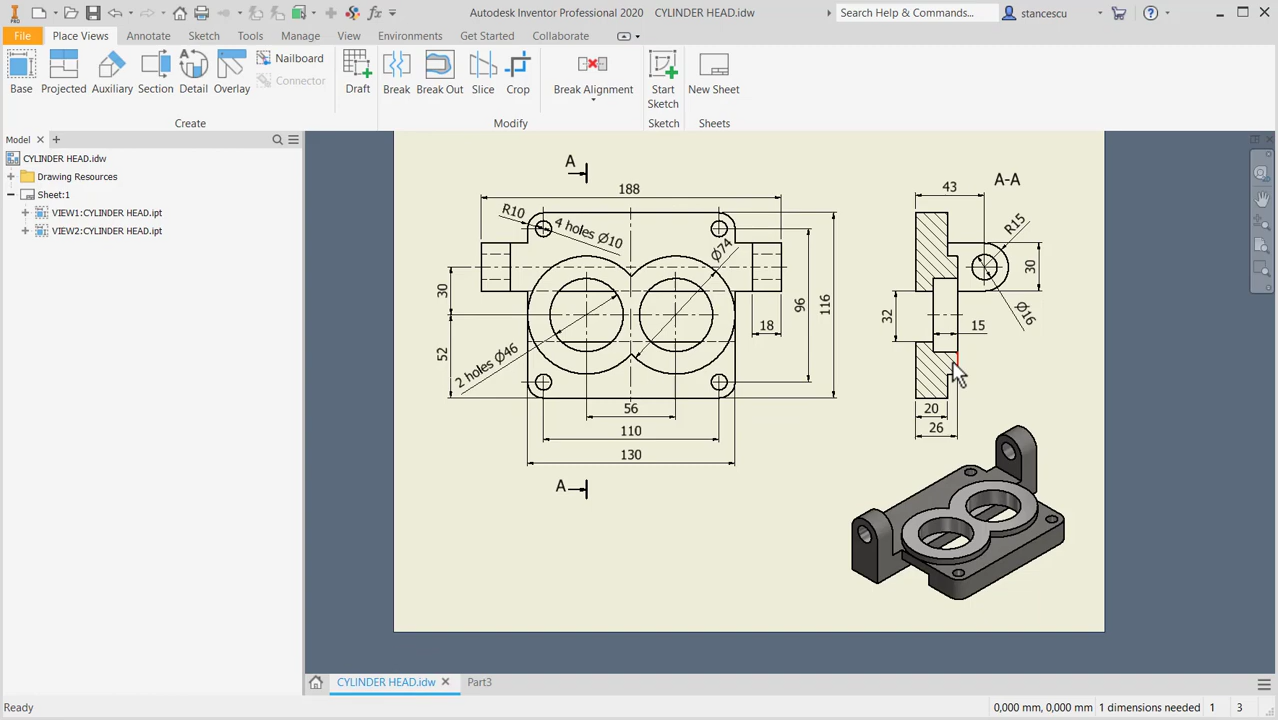 PRO
Autodesk Inventor Professional 2020 CYLINDER HEAD.idw
Search Help & Commands...
stancescu
File Place Views Annotate Sketch Tools Manage View Environments Get Started Collaborate
Base
Projected
Auxiliary
Section
Detail
Overlay
Nailboard
Connector
Draft
Break
Break Out
Slice
Crop
Break Alignment
Start
Sketch
New Sheet
Create
Modify
Sketch
Sheets
Model
CYLINDER HEAD.idw
Drawing Resources
Sheet:1
VIEW1:CYLINDER HEAD.ipt
VIEW2:CYLINDER HEAD.ipt
A
188
R10
4 holes Ø10
Ø74
30
96
116
18
52
2 holes Ø46
56
110
130
A
43
A-A
R15
30
32
15
Ø16
20
26
CYLINDER HEAD.idw
Part3
Ready
0,000 mm, 0,000 mm 1 dimensions needed 1 3